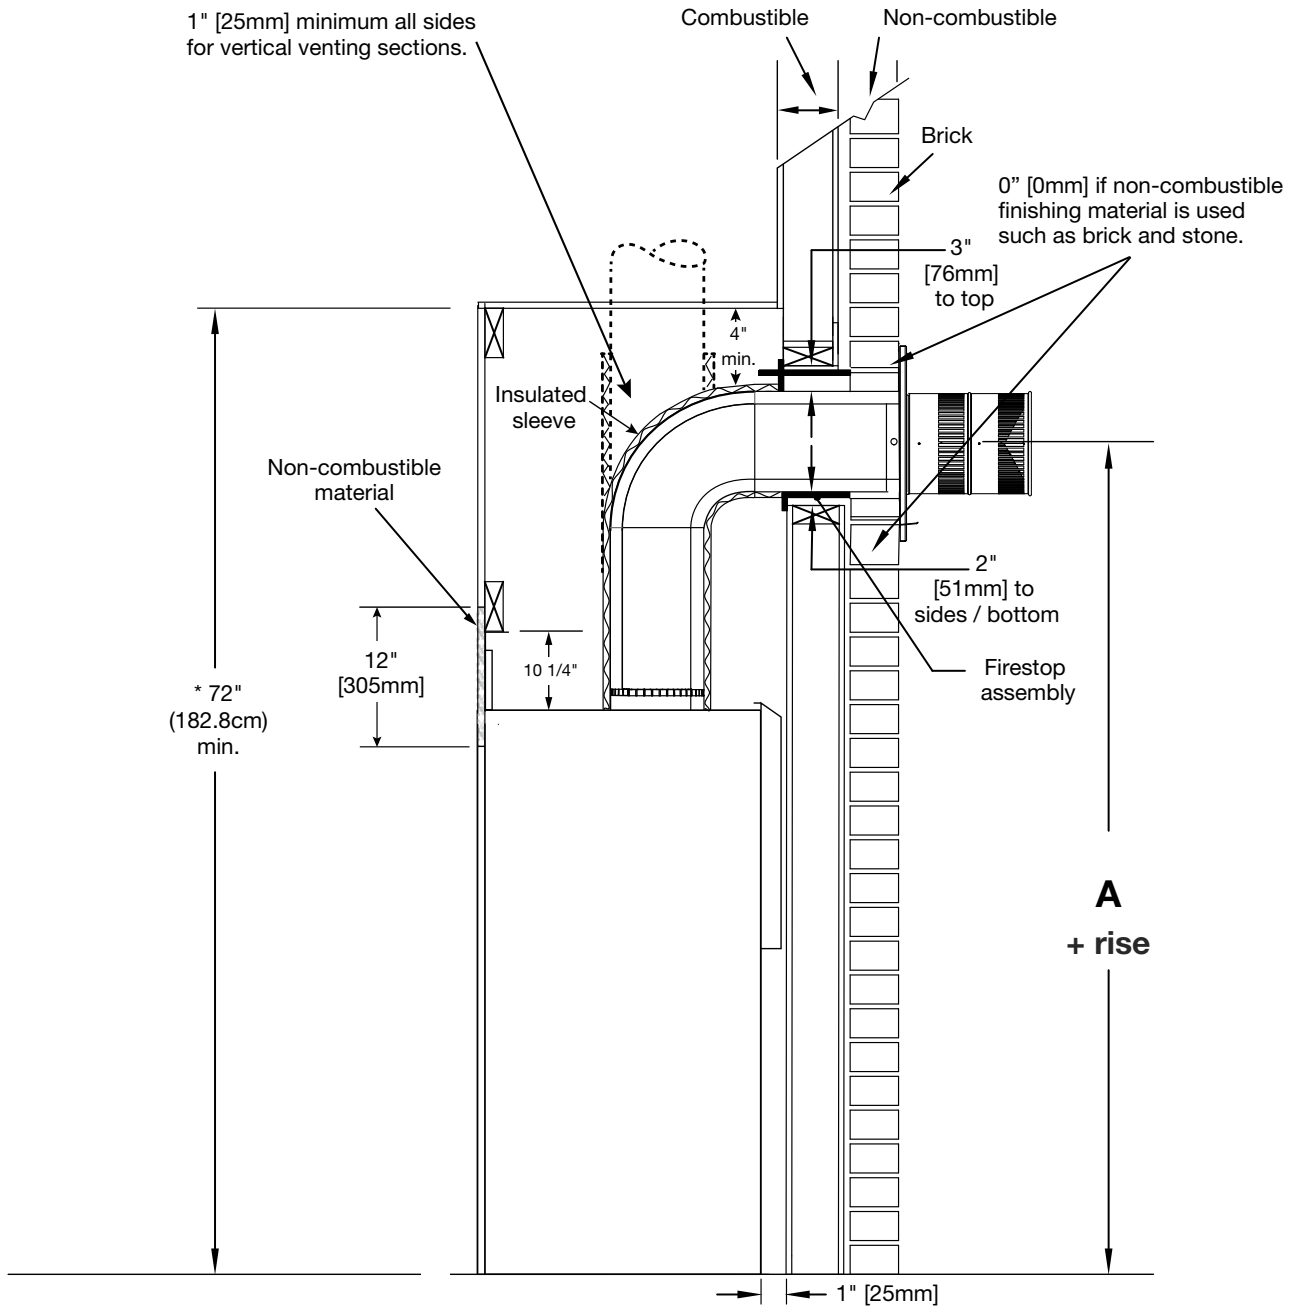 1" [25mm] minimum all sides
for vertical venting sections.
Combustible
Non-combustible
Brick
0” [0mm] if non-combustible
finishing material is used
such as brick and stone.
3"
[76mm]
to top
4"
min.
Insulated
sleeve
Non-combustible
material
2"
[51mm] to
sides / bottom
12"
[305mm]
10 1/4"
Firestop
assembly
* 72"
(182.8cm)
min.
A
+ rise
1" [25mm]